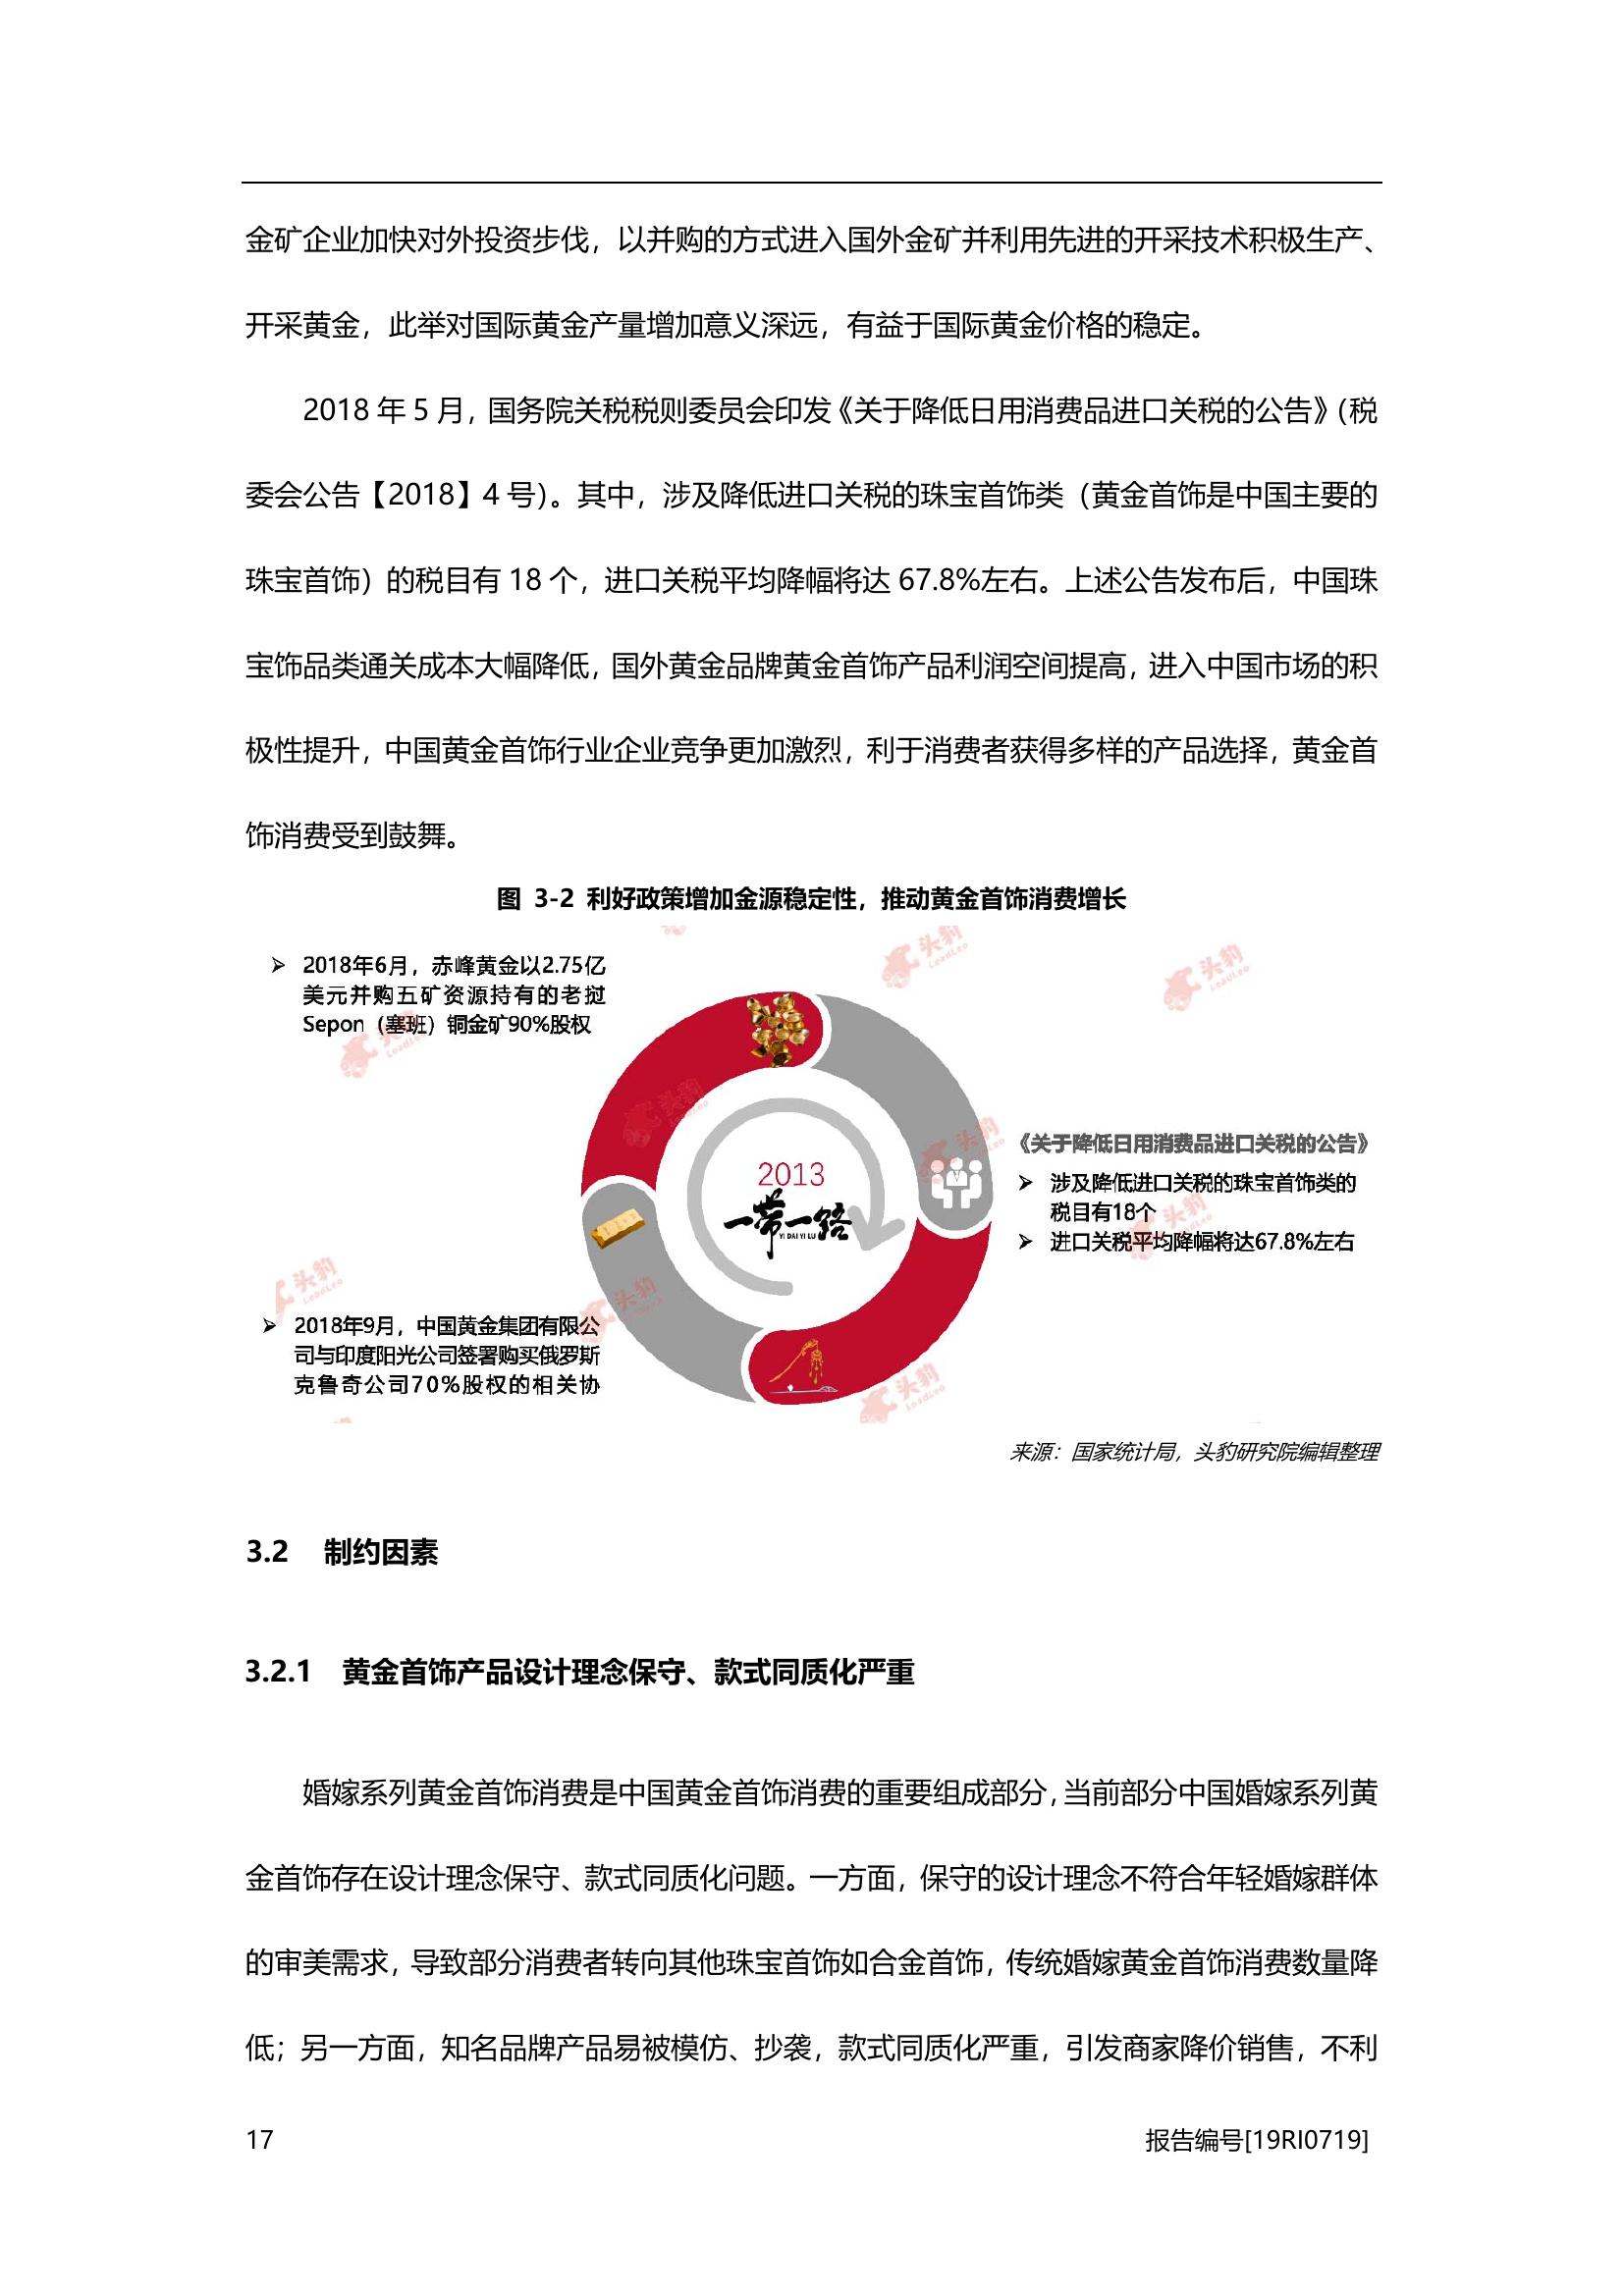 金矿企业加快对外投资步伐，以并购的方式进入国外金矿并利用先进的开采技术积极生产、
开采黄金，此举对国际黄金产量增加意义深远，有益于国际黄金价格的稳定。
2018 年 5 月，国务院关税税则委员会印发《关于降低日用消费品进口关税的公告》（税
委会公告【2018】4 号）。其中，涉及降低进口关税的珠宝首饰类（黄金首饰是中国主要的
珠宝首饰）的税目有 18 个，进口关税平均降幅将达 67.8%左右。上述公告发布后，中国珠
宝饰品类通关成本大幅降低，国外黄金品牌黄金首饰产品利润空间提高，进入中国市场的积
极性提升，中国黄金首饰行业企业竞争更加激烈，利于消费者获得多样的产品选择，黄金首
饰消费受到鼓舞。
图 3-2 利好政策增加金源稳定性，推动黄金首饰消费增长
➢ 2018年6月，赤峰黄金以2.75亿
美元并购五矿资源持有的老挝
Sepon（塞班）铜金矿90%股权
《关于降低日用消费品进口关税的公告》
➢ 涉及降低进口关税的珠宝首饰类的
税目有18个
➢ 进口关税平均降幅将达67.8%左右
2013
一带一路
YI DAI YI LU
➢ 2018年9月，中国黄金集团有限公
司与印度阳光公司签署购买俄罗斯
克鲁奇公司70%股权的相关协
头豹
LeadLeo
来源：国家统计局，头豹研究院编辑整理
3.2 制约因素
3.2.1 黄金首饰产品设计理念保守、款式同质化严重
婚嫁系列黄金首饰消费是中国黄金首饰消费的重要组成部分，当前部分中国婚嫁系列黄
金首饰存在设计理念保守、款式同质化问题。一方面，保守的设计理念不符合年轻婚嫁群体
的审美需求，导致部分消费者转向其他珠宝首饰如合金首饰，传统婚嫁黄金首饰消费数量降
低；另一方面，知名品牌产品易被模仿、抄袭，款式同质化严重，引发商家降价销售，不利
17
报告编号[19RI0719]